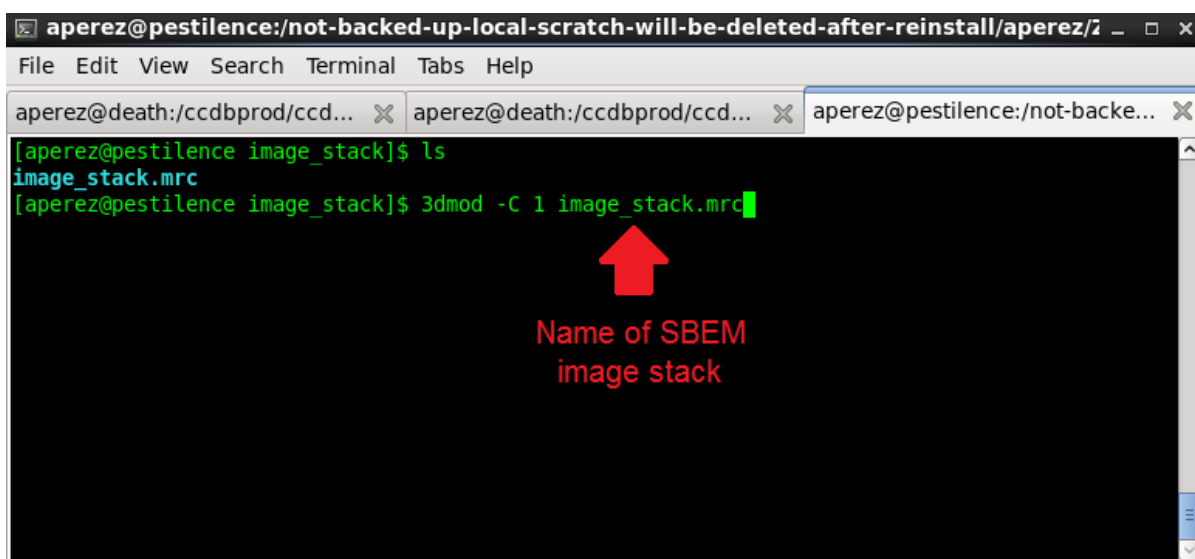 aperez@pestilence:/not-backed-up-local-scratch-will-be-deleted-after-reinstall/aperez/
File Edit View Search Terminal Tabs Help
aperez@death:/ccdbprod/ccd... aperez@death:/ccdbprod/ccd... aperez@pestilence:/not-backe...
[aperez@pestilence image_stack]$ ls
image_stack.mrc
[aperez@pestilence image_stack]$ 3dmod -C 1 image_stack.mrc
Name of SBEM
image stack